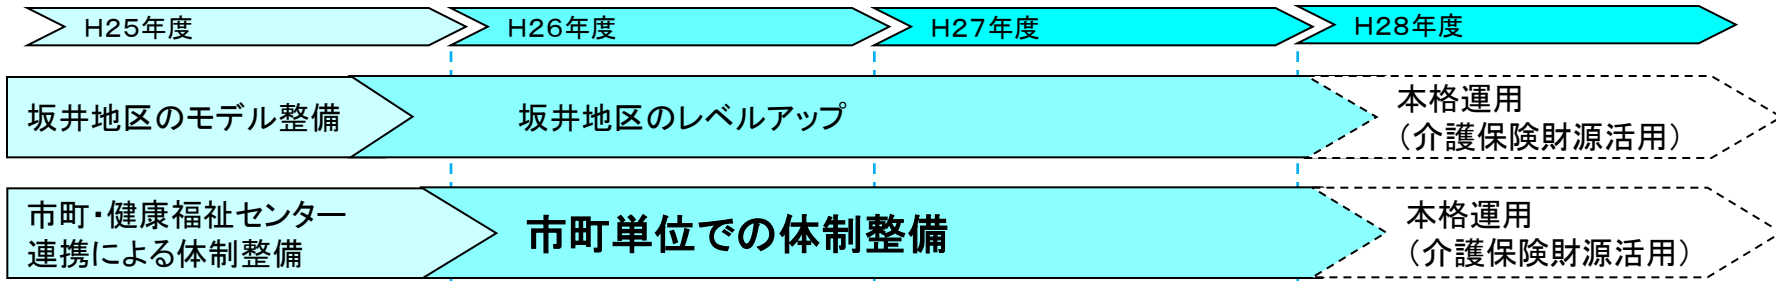 H25年度
H26年度
H27年度
H28年度
坂井地区のモデル整備
坂井地区のレベルアップ
本格運用
（介護保険財源活用）
市町・健康福祉センター
連携による体制整備
市町単位での体制整備
本格運用
（介護保険財源活用）